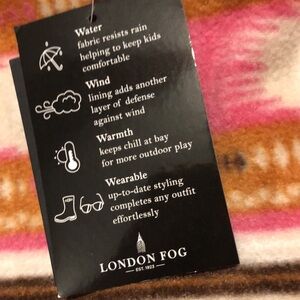 Water
fabric resists rain
helping to keep kids
comfortable
Wind
lining adds another
layer of defense
against wind
Warmth
keeps chill at bay
for more outdoor play
Wearable
up-to-date styling
completes any outfit
effortlessly
LONDON FOG
EST. 1923